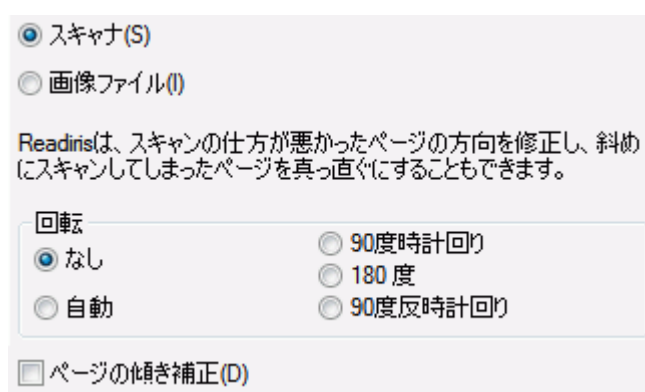 スキャナ(S)
画像ファイル(I)
Readirisは、スキャンの仕方が悪かったページの方向を修正し、斜め
にスキャンしてしまったページを真っ直ぐにすることもできます。
回転
なし
90度時計回り
180 度
自動
90度反時計回り
ページの傾き補正(D)